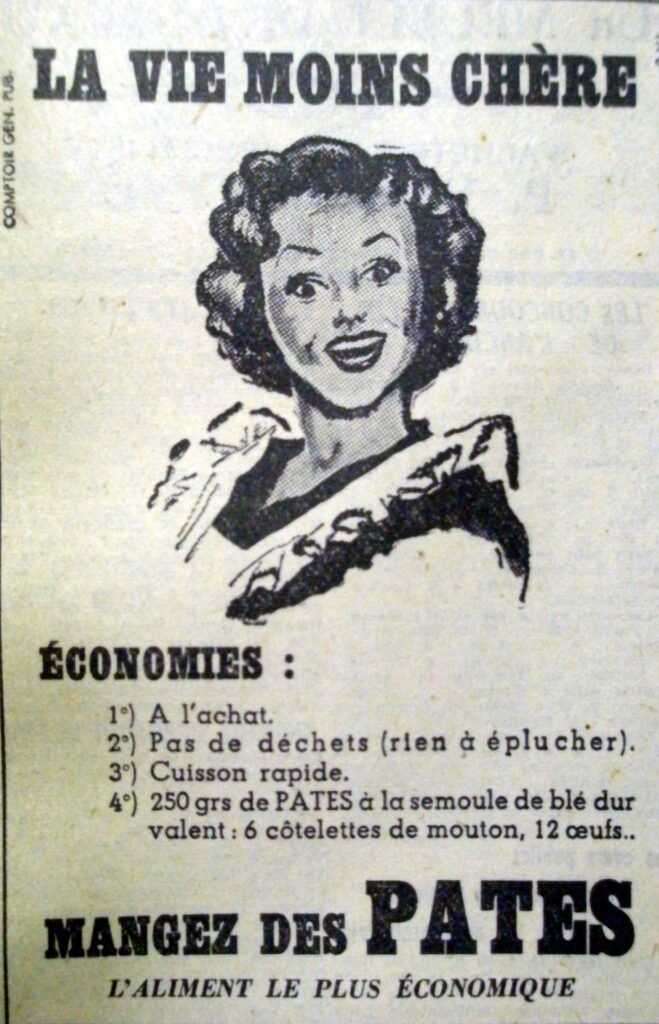 LA VIE MOINS CHÈRE
COMPTOIR GEN. PUB.
ÉCONOMIES :
1°) A l'achat.
2°) Pas de déchets (rien à éplucher).
3°) Cuisson rapide.
4°) 250 grs de PATES à la semoule de blé dur
valent : 6 côtelettes de mouton, 12 œufs..
MANGEZ DES PATES
L'ALIMENT LE PLUS ÉCONOMIQUE